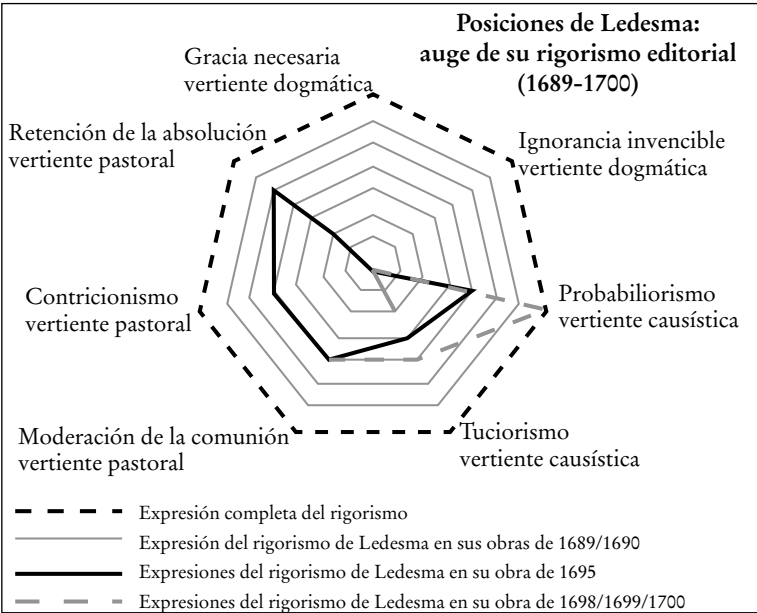 Posiciones de Ledesma:
auge de su rigorismo editorial
(1689-1700)
Gracia necesaria
vertiente dogmática
Ignorancia invencible
vertiente dogmática
Retención de la absolución
vertiente pastoral
Contricionismo
vertiente pastoral
Probabiliorismo
vertiente causística
Moderación de la comunión
vertiente pastoral
Tuciorismo
vertiente causística
Expresión completa del rigorismo
Expresión del rigorismo de Ledesma en sus obras de 1689/1690
Expresiones del rigorismo de Ledesma en su obra de 1695
Expresiones del rigorismo de Ledesma en su obra de 1698/1699/1700